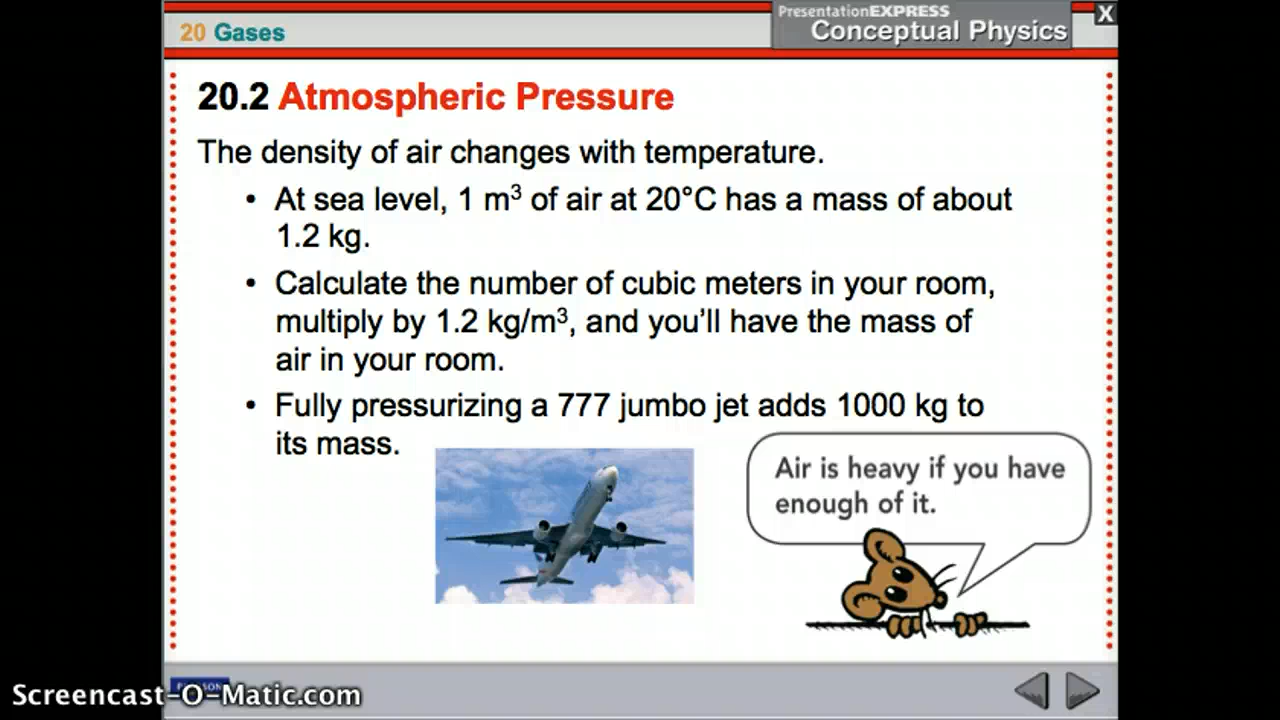 PresentationEXPRESS
Conceptual Physics
X
20 Gases
20.2 Atmospheric Pressure
The density of air changes with temperature.
• At sea level, 1 m³ of air at 20°C has a mass of about
1.2 kg.
• Calculate the number of cubic meters in your room,
multiply by 1.2 kg/m³, and you’ll have the mass of
air in your room.
• Fully pressurizing a 777 jumbo jet adds 1000 kg to
its mass.
Air is heavy if you have
enough of it.
Screencast-O-Matic.com